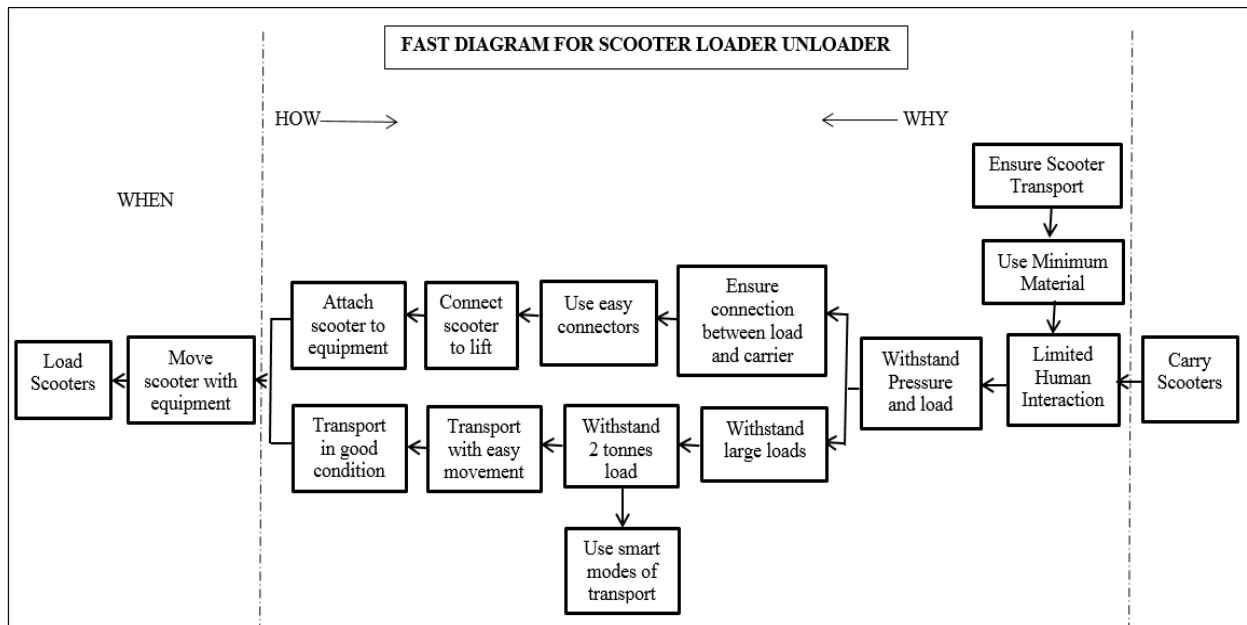 FAST DIAGRAM FOR SCOOTER LOADER UNLOADER
HOW
WHY
WHEN
Ensure Scooter
Transport
Use Minimum
Material
Attach
scooter to
equipment
Connect
scooter
to lift
Use easy
connectors
Ensure
connection
between load
and carrier
Load
Scooters
Move
scooter with
equipment
Withstand
Pressure
and load
Limited
Human
Interaction
Carry
Scooters
Transport
in good
condition
Transport
with easy
movement
Withstand
2 tonnes
load
Withstand
large loads
Use smart
modes of
transport